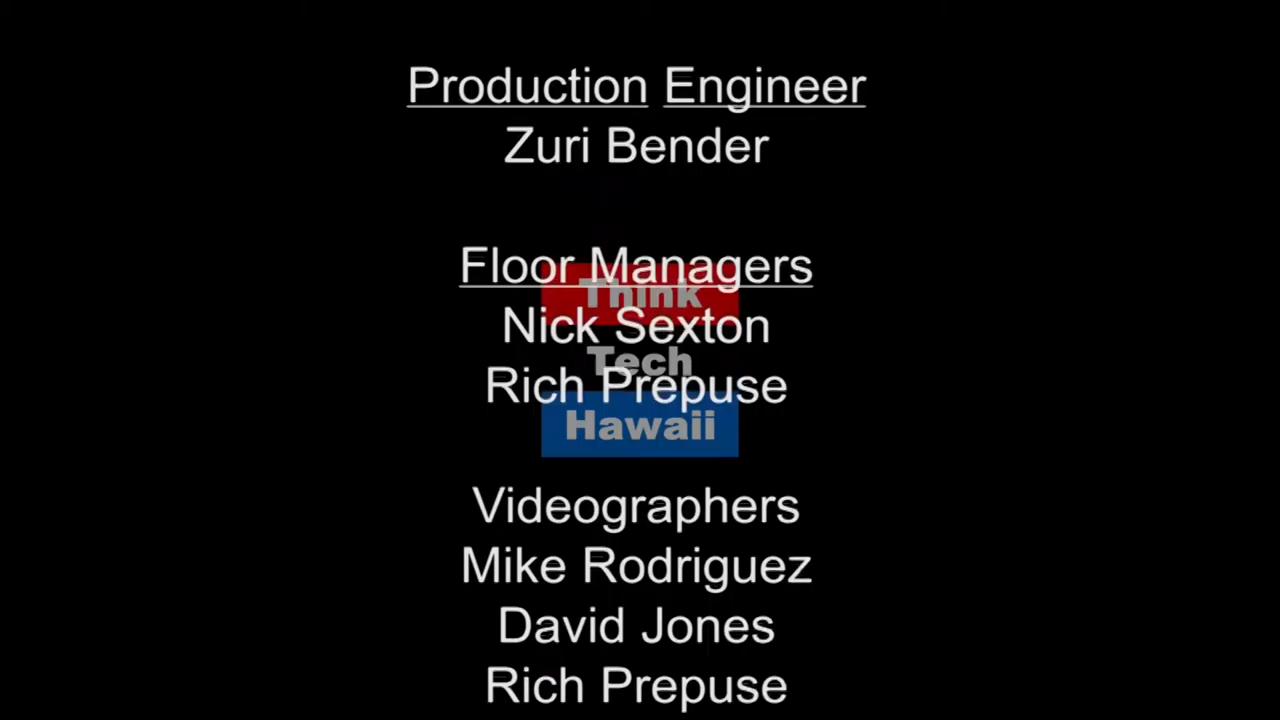 Production Engineer
Zuri Bender
Floor Managers
Think
Nick Sexton
Tech
Rich Prepuse
Hawaii
Videographers
Mike Rodriguez
David Jones
Rich Prepuse